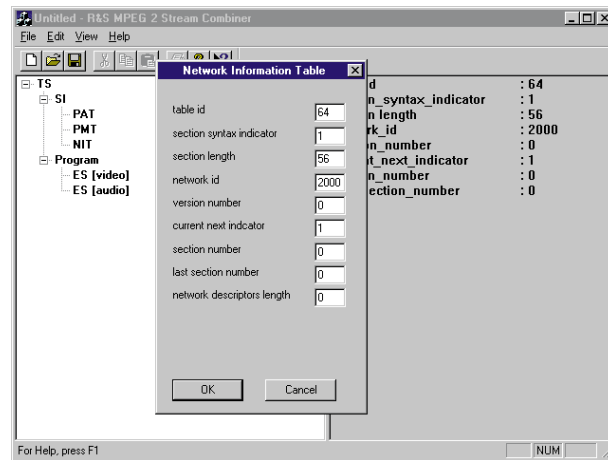 Untitled - R&S MPEG 2 Stream Combiner
File Edit View Help
Network Information Table
TS
SI
PAT
PMT
NIT
Program
ES [video]
ES [audio]
table id 64
section syntax indicator 1
section length 56
network id 2000
version number 0
current next indcator 1
section number 0
last section number 0
network descriptors length 0
OK Cancel
d : 64
n_syntax_indicator : 1
n length : 56
rk_id : 2000
on_number : 0
nt_next_indicator : 1
n_number : 0
ection_number : 0
For Help, press F1
NUM